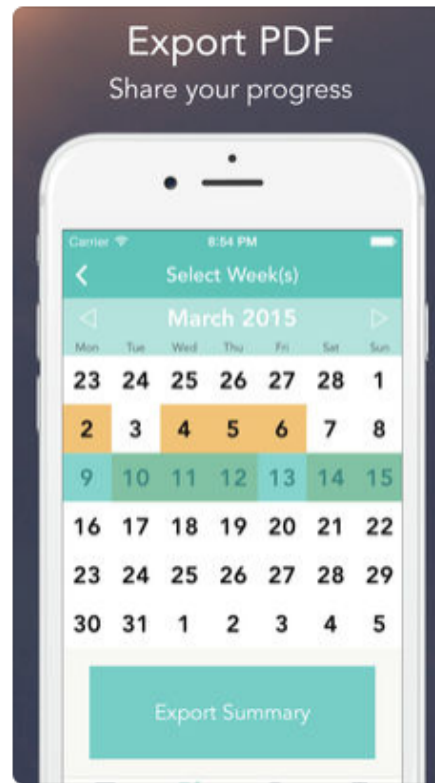 Export PDF
Share your progress
Carrier 8:54 PM
Select Week(s)
March 2015
Mon Tue Wed Thu Fri Sat Sun
23 24 25 26 27 28 1
2 3 4 5 6 7 8
9 10 11 12 13 14 15
16 17 18 19 20 21 22
23 24 25 26 27 28 29
30 31 1 2 3 4 5
Export Summary